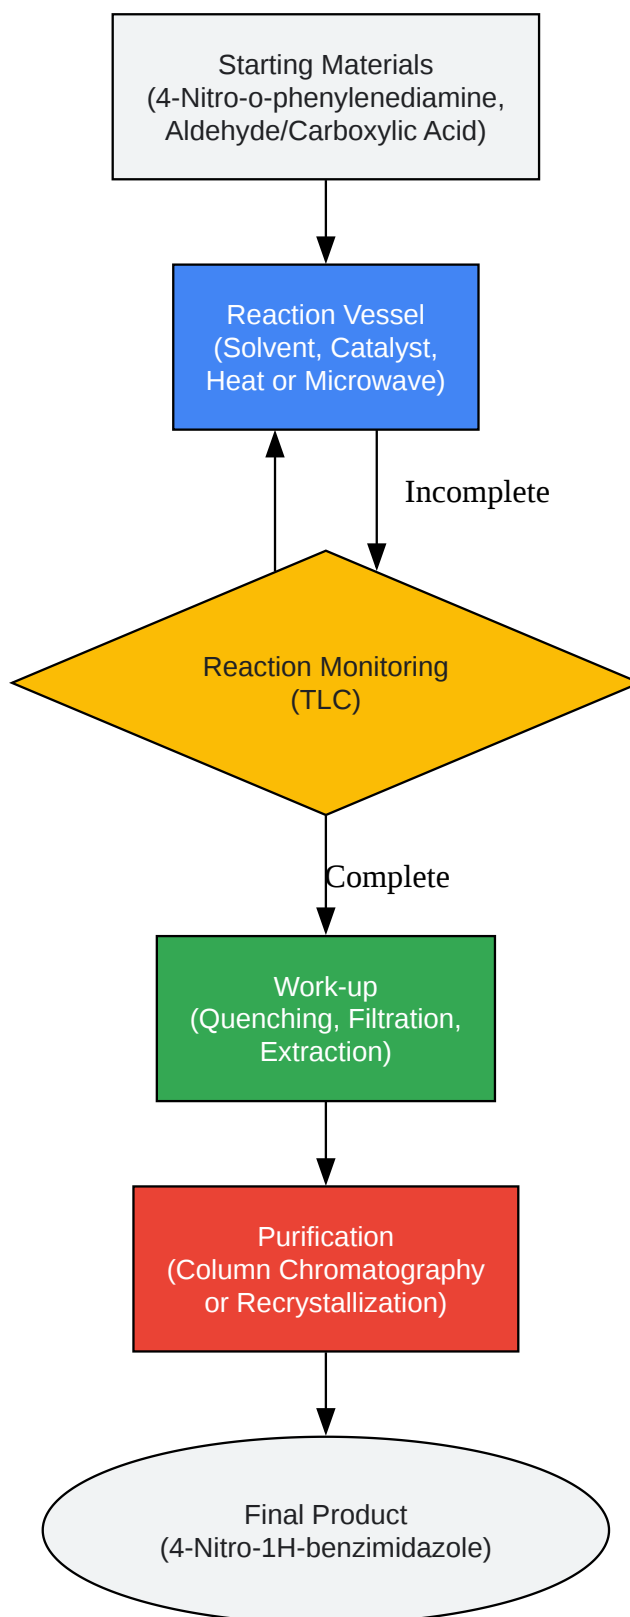 Starting Materials
(4-Nitro-o-phenylenediamine,
Aldehyde/Carboxylic Acid)
Reaction Vessel
(Solvent, Catalyst,
Heat or Microwave)
Incomplete
Reaction Monitoring
(TLC)
Complete
Work-up
(Quenching, Filtration,
Extraction)
Purification
(Column Chromatography
or Recrystallization)
Final Product
(4-Nitro-1H-benzimidazole)